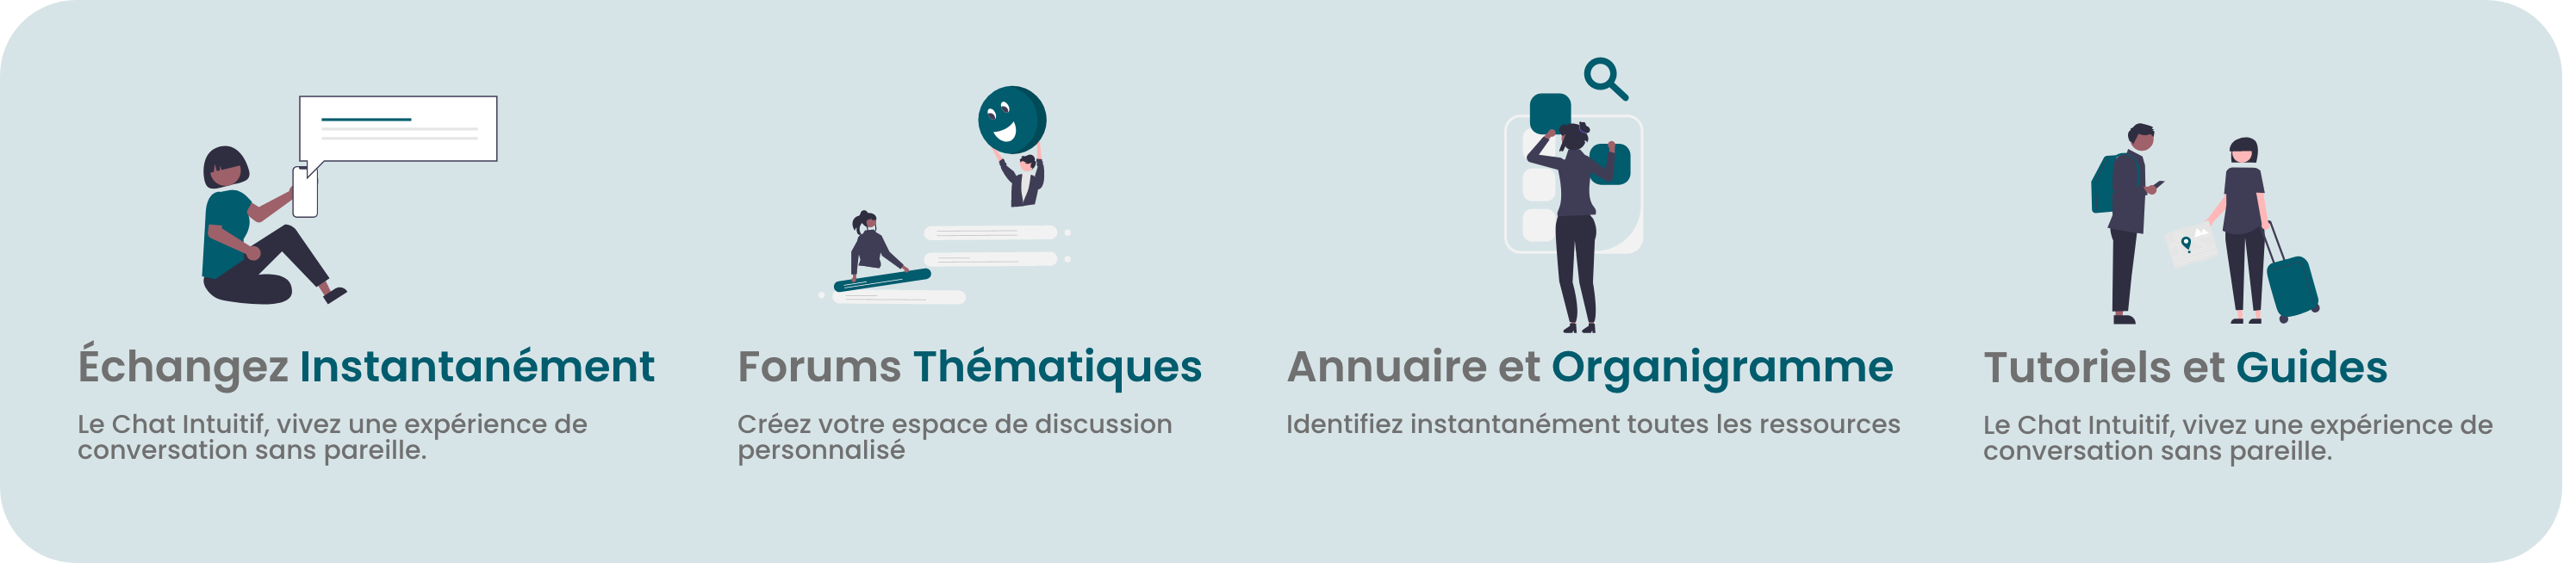 Échangez Instantanément
Le Chat Intuitif, vivez une expérience de
conversation sans pareille.
Forums Thématiques
Créez votre espace de discussion
personnalisé
Annuaire et Organigramme
Identifiez instantanément toutes les ressources
Tutoriels et Guides
Le Chat Intuitif, vivez une expérience de
conversation sans pareille.